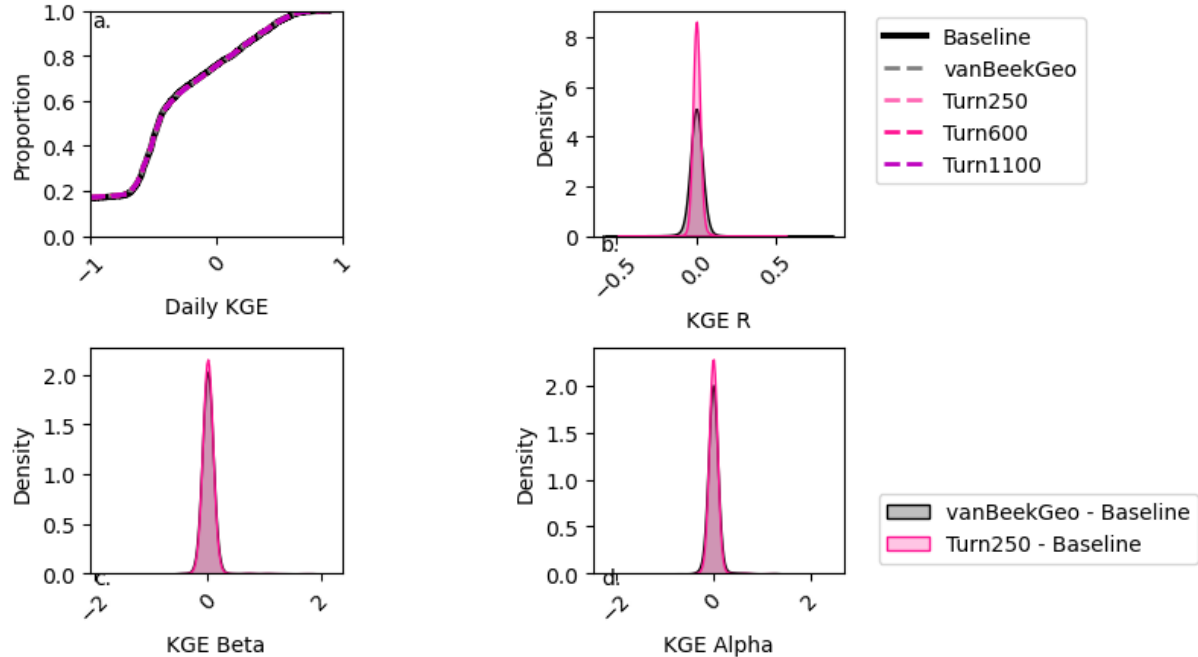 a.
1.0
0.8
0.6
0.4
0.2
0.0
Proportion
−1
0
1
Daily KGE
8
6
4
2
0
Density
b.
−0.5
0.0
0.5
KGE R
Baseline
vanBeekGeo
Turn250
Turn600
Turn1100
2.0
1.5
1.0
0.5
0.0
Density
c.
−2
0
2
KGE Beta
2.0
1.5
1.0
0.5
0.0
Density
d.
−2
0
2
KGE Alpha
vanBeekGeo - Baseline
Turn250 - Baseline